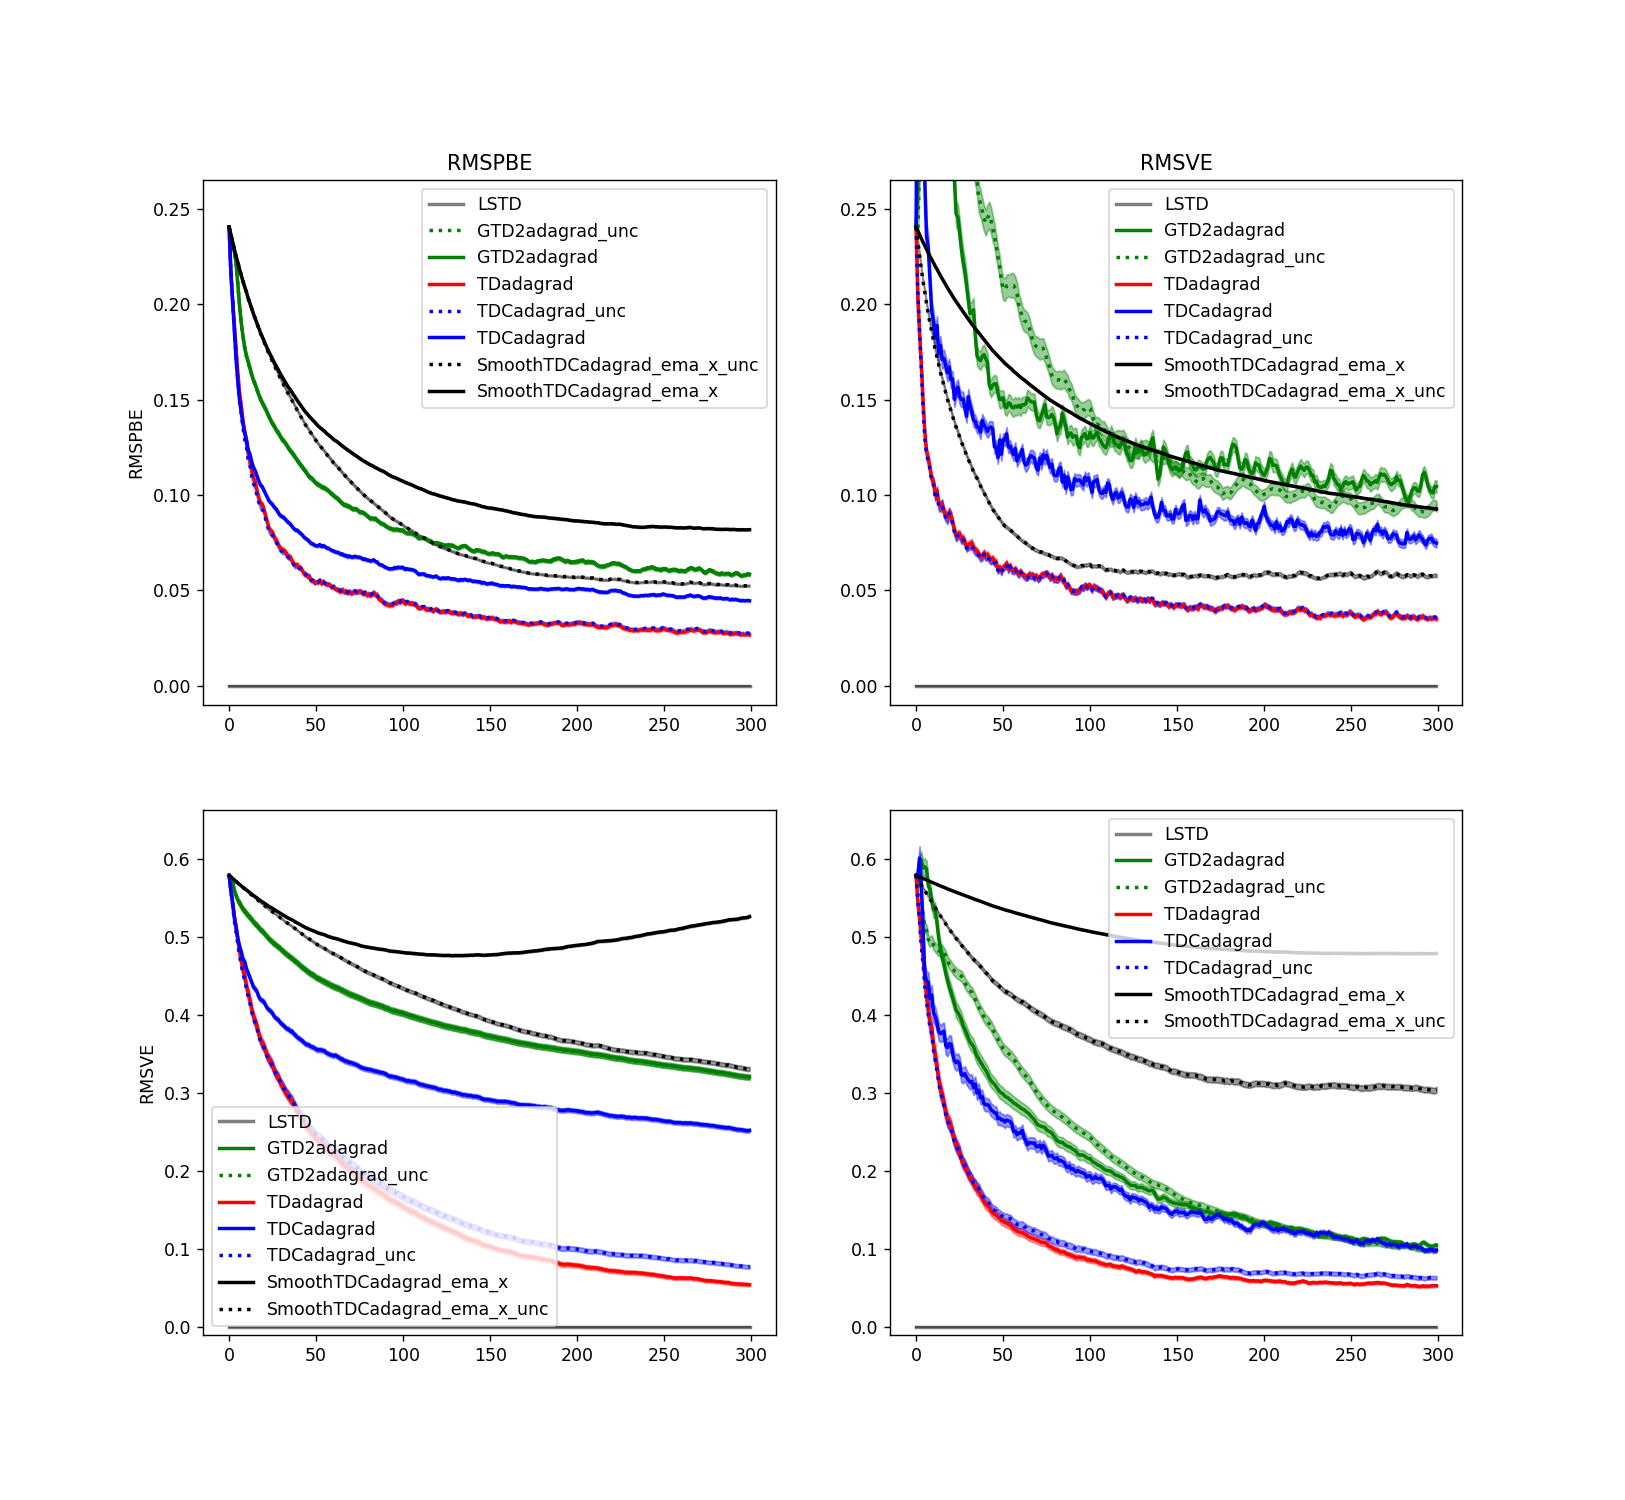 RMSPBE
RMSPBE
0.25
0.20
0.15
0.10
0.05
0.00
0 50 100 150 200 250 300
LSTD
GTD2adagrad_unc
GTD2adagrad
TDadagrad
TDCadagrad_unc
TDCadagrad
SmoothTDCadagrad_ema_x_unc
SmoothTDCadagrad_ema_x
RMSVE
0.25
0.20
0.15
0.10
0.05
0.00
0 50 100 150 200 250 300
LSTD
GTD2adagrad
GTD2adagrad_unc
TDadagrad
TDCadagrad
TDCadagrad_unc
SmoothTDCadagrad_ema_x
SmoothTDCadagrad_ema_x_unc
RMSVE
0.6
0.5
0.4
0.3
0.2
0.1
0.0
0 50 100 150 200 250 300
LSTD
GTD2adagrad
GTD2adagrad_unc
TDadagrad
TDCadagrad
TDCadagrad_unc
SmoothTDCadagrad_ema_x
SmoothTDCadagrad_ema_x_unc
0.6
0.5
0.4
0.3
0.2
0.1
0.0
0 50 100 150 200 250 300
LSTD
GTD2adagrad
GTD2adagrad_unc
TDadagrad
TDCadagrad
TDCadagrad_unc
SmoothTDCadagrad_ema_x
SmoothTDCadagrad_ema_x_unc